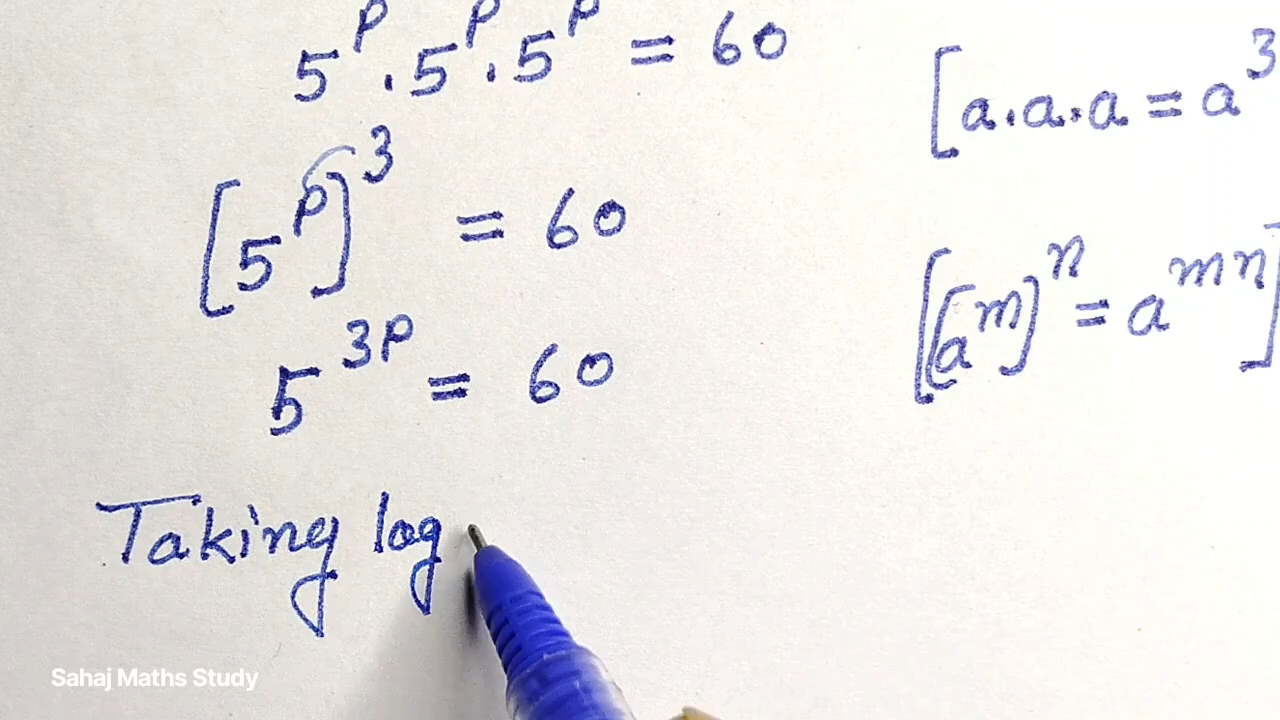 5^p . 5^p . 5^p = 60
[a.a.a = a^3
[5^p]^3 = 60
[(a^m)^n = a^mn]
5^3p = 60
Taking log
Sahaj Maths Study